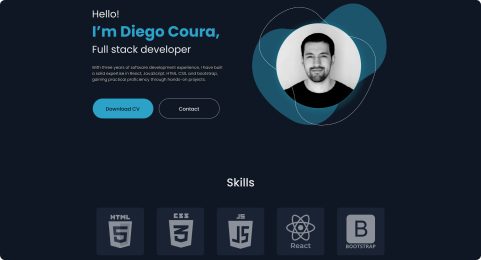 Hello!
I'm Diego Coura,
Full stack developer
With three years of software development experience, I have built
a solid expertise in React, JavaScript, HTML, CSS, and bootstrap,
gaining practical proficiency through hands-on projects.
Download CV
Contact
Skills
HTML
5
CSS
3
JS
JS
React
B
BOOTSTRAP